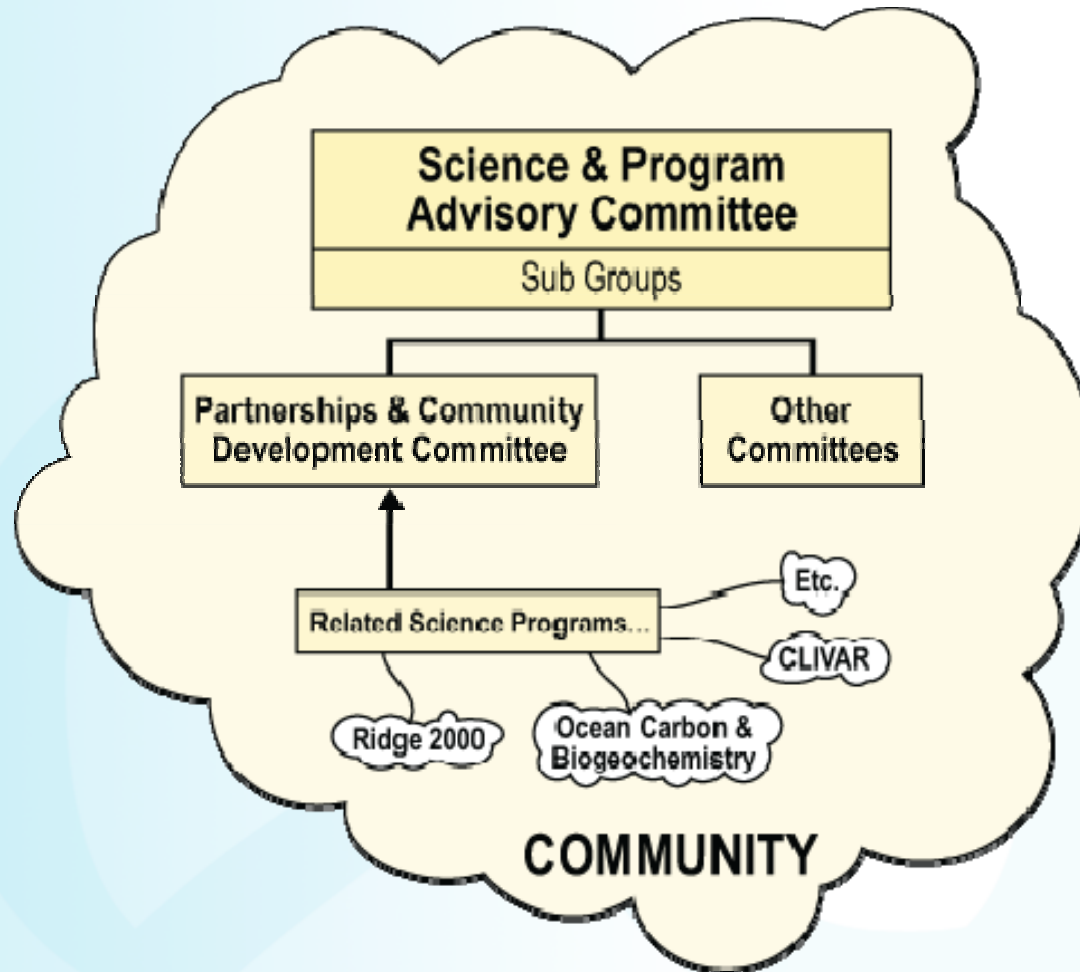 Science & Program
Advisory Committee
Sub Groups
Partnerships & Community
Development Committee
Other
Committees
Related Science Programs...
Etc.
CLIVAR
Ridge 2000
Ocean Carbon &
Biogeochemistry
COMMUNITY